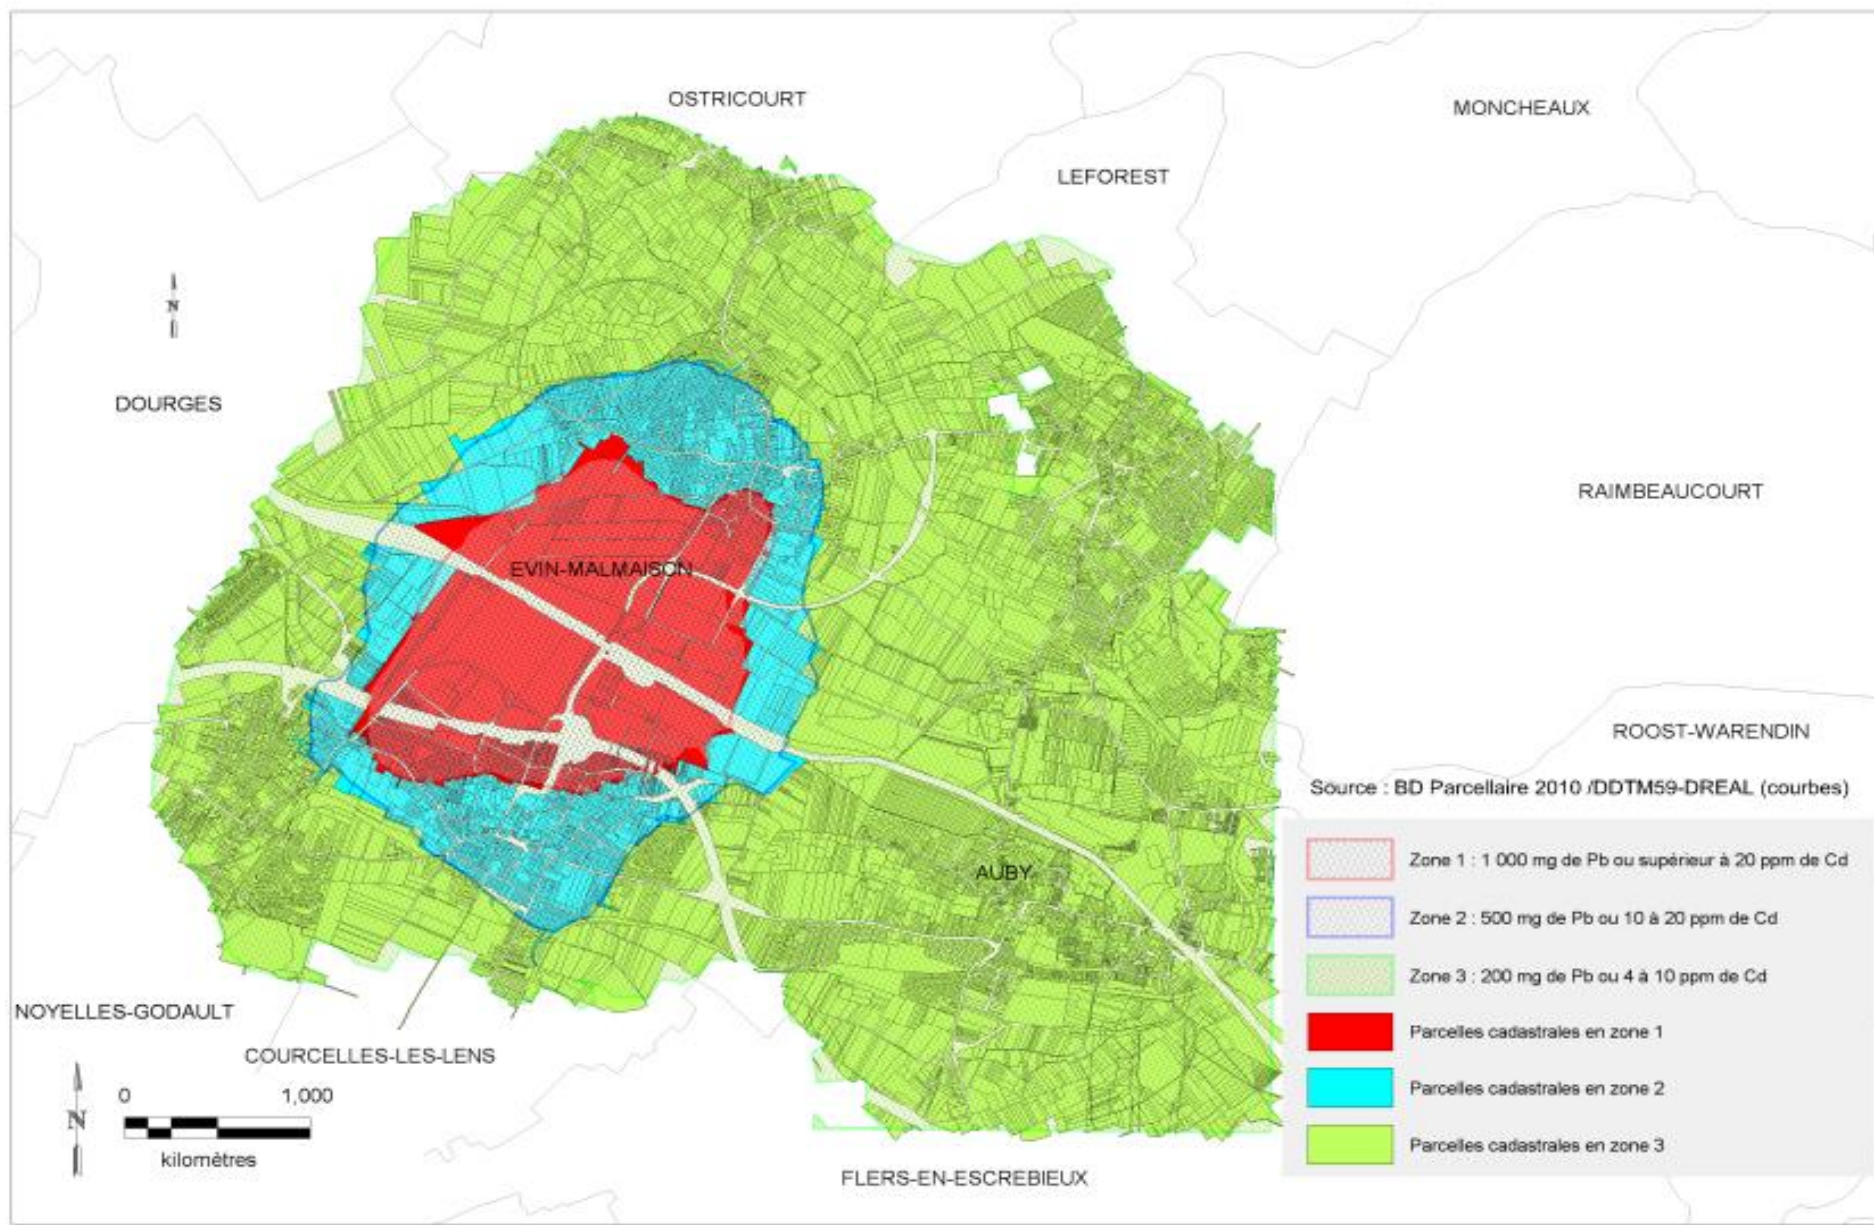 OSTRICOURT
MONCHEAUX
LEFOREST
N
DOURGES
RAIMBEAUCOURT
EVIN-MALMAISON
ROOST-WARENDIN
Source : BD Parcellaire 2010 /DDTM59-DREAL (courbes)
Zone 1 : 1 000 mg de Pb ou supérieur à 20 ppm de Cd
AUBY
Zone 2 : 500 mg de Pb ou 10 à 20 ppm de Cd
Zone 3 : 200 mg de Pb ou 4 à 10 ppm de Cd
NOYELLES-GODAULT
Parcelles cadastrales en zone 1
COURCELLES-LES-LENS
Parcelles cadastrales en zone 2
0 1,000
N
kilomètres
Parcelles cadastrales en zone 3
FLERS-EN-ESCREBIEUX